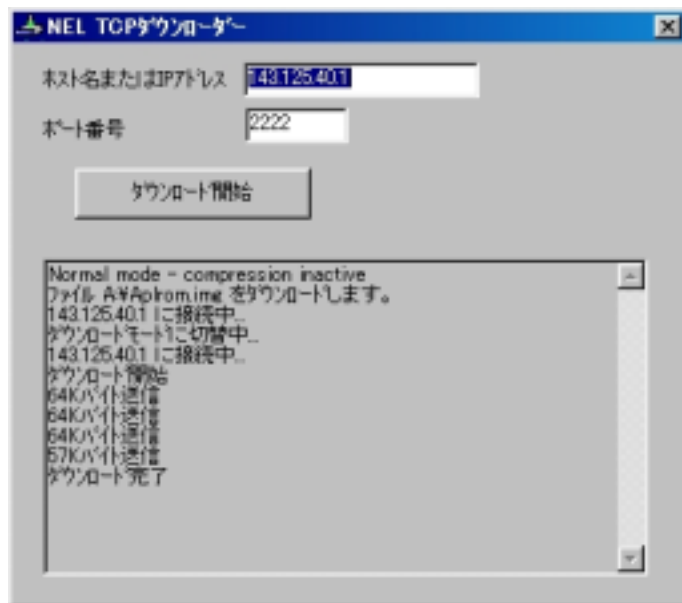 NEL TCPﾀﾞｳﾝﾛｰﾀﾞｰ
ﾎｽﾄ名またはIPｱﾄﾞﾚｽ 143.125.40.1
ﾎﾟｰﾄ番号 2222
ﾀﾞｳﾝﾛｰﾄﾞ開始
Normal mode - compression inactive
ﾌｧｲﾙ A:¥Aplrom.img をﾀﾞｳﾝﾛｰﾄﾞします。
143.125.40.1 に接続中...
ﾀﾞｳﾝﾛｰﾄﾞﾓｰﾄﾞに切替中...
143.125.40.1 に接続中...
ﾀﾞｳﾝﾛｰﾄﾞ開始
64Kﾊﾞｲﾄ送信
64Kﾊﾞｲﾄ送信
64Kﾊﾞｲﾄ送信
57Kﾊﾞｲﾄ送信
ﾀﾞｳﾝﾛｰﾄﾞ完了